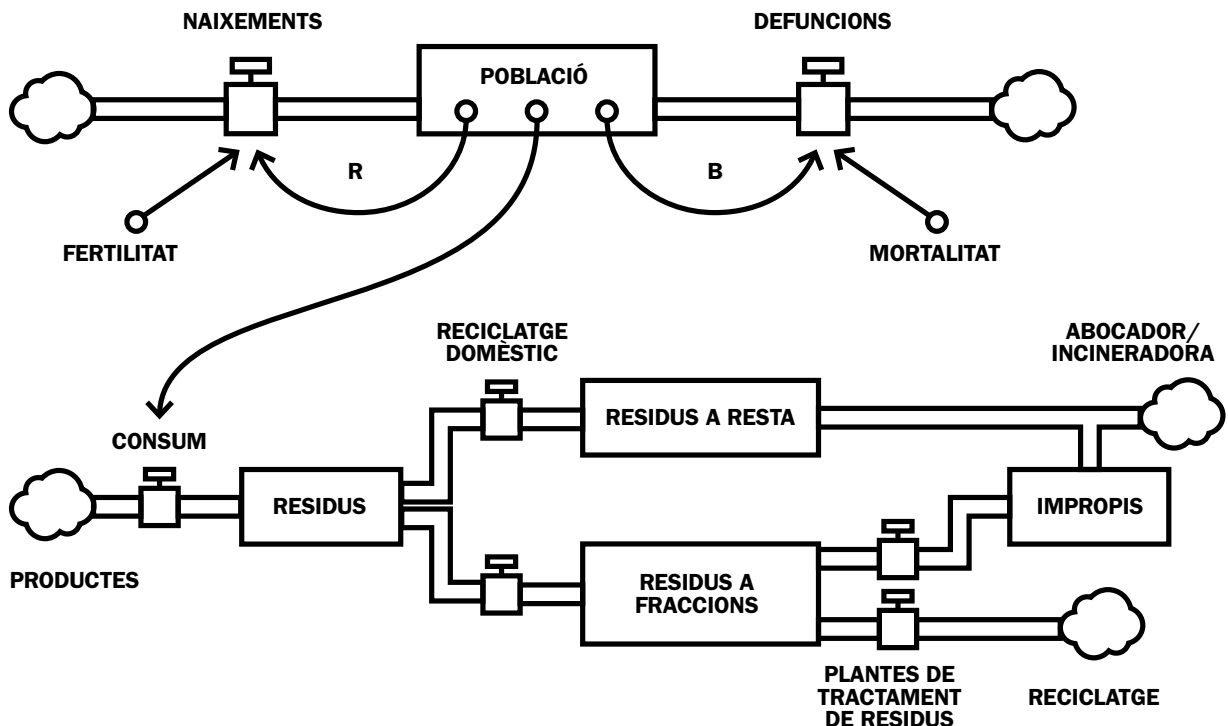 NAIXEMENTS
DEFUNCIONS
POBLACIÓ
R
B
FERTILITAT
MORTALITAT
RECICLATGE
DOMÈSTIC
ABOCADOR/
INCINERADORA
RESIDUS A RESTA
CONSUM
RESIDUS
IMPROPIS
PRODUCTES
RESIDUS A
FRACCIONS
PLANTES DE
TRACTAMENT
DE RESIDUS
RECICLATGE